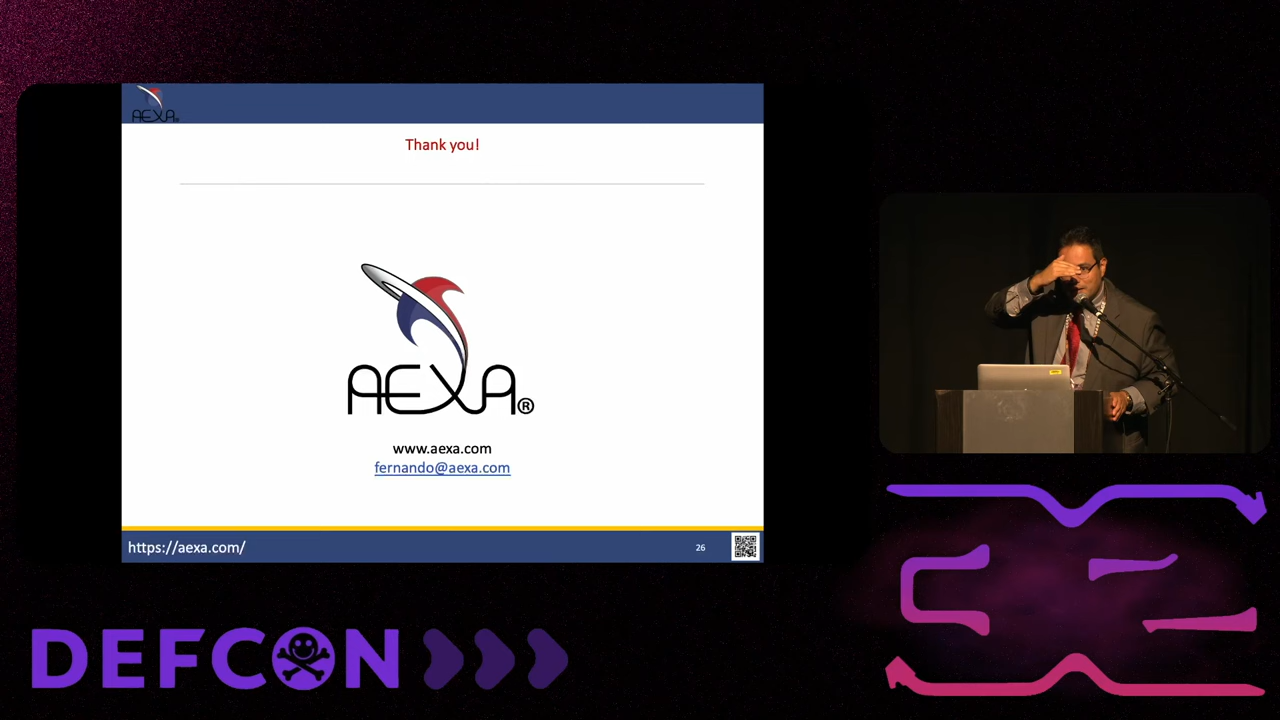 AEXA®
Thank you!
AEXA®
www.aexa.com
fernando@aexa.com
https://aexa.com/
26
DEFCON